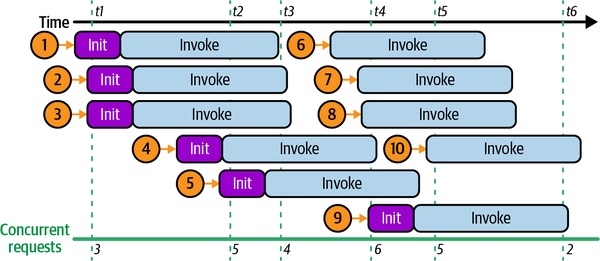 t1 t2 t3 t4 t5 t6
Time
1 Init Invoke 6 Invoke
2 Init Invoke 7 Invoke
3 Init Invoke 8 Invoke
4 Init Invoke 10 Invoke
5 Init Invoke
9 Init Invoke
Concurrent
requests
3 5 4 6 5 2